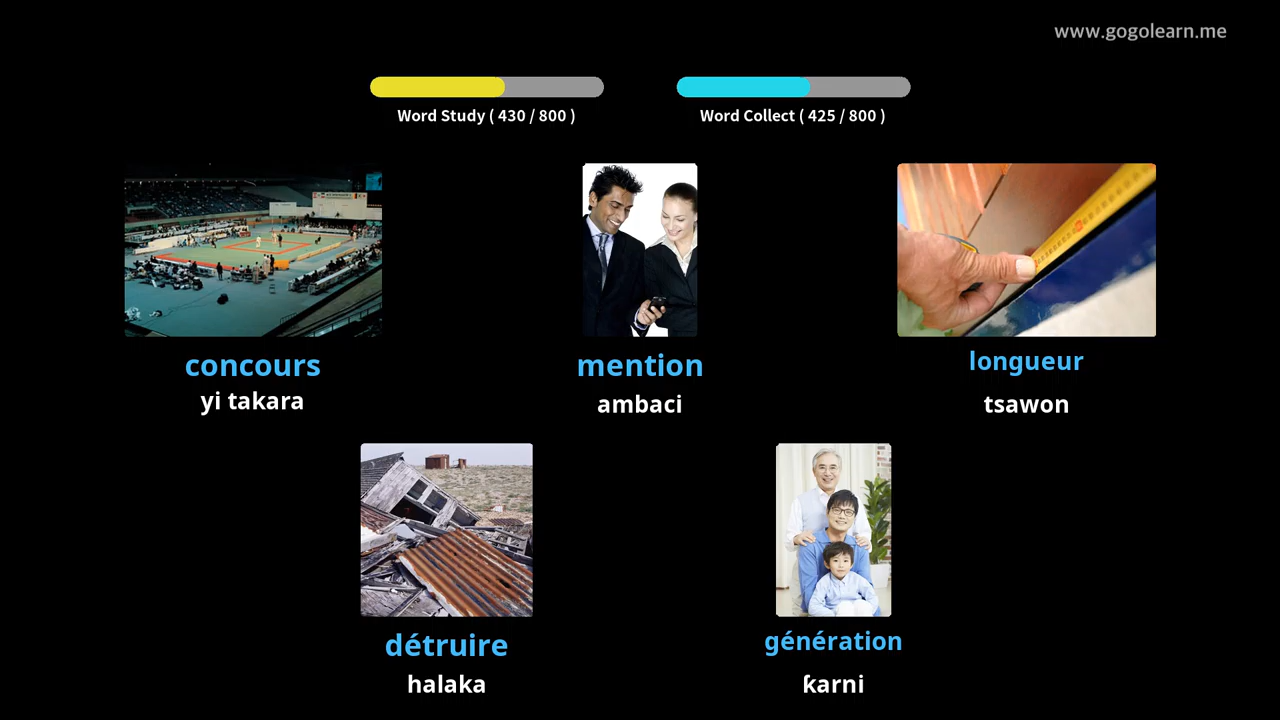 www.gogolearn.me
Word Study ( 430 / 800 )
Word Collect ( 425 / 800 )
concours
yi takara
mention
ambaci
longueur
tsawon
détruire
halaka
génération
ƙarni